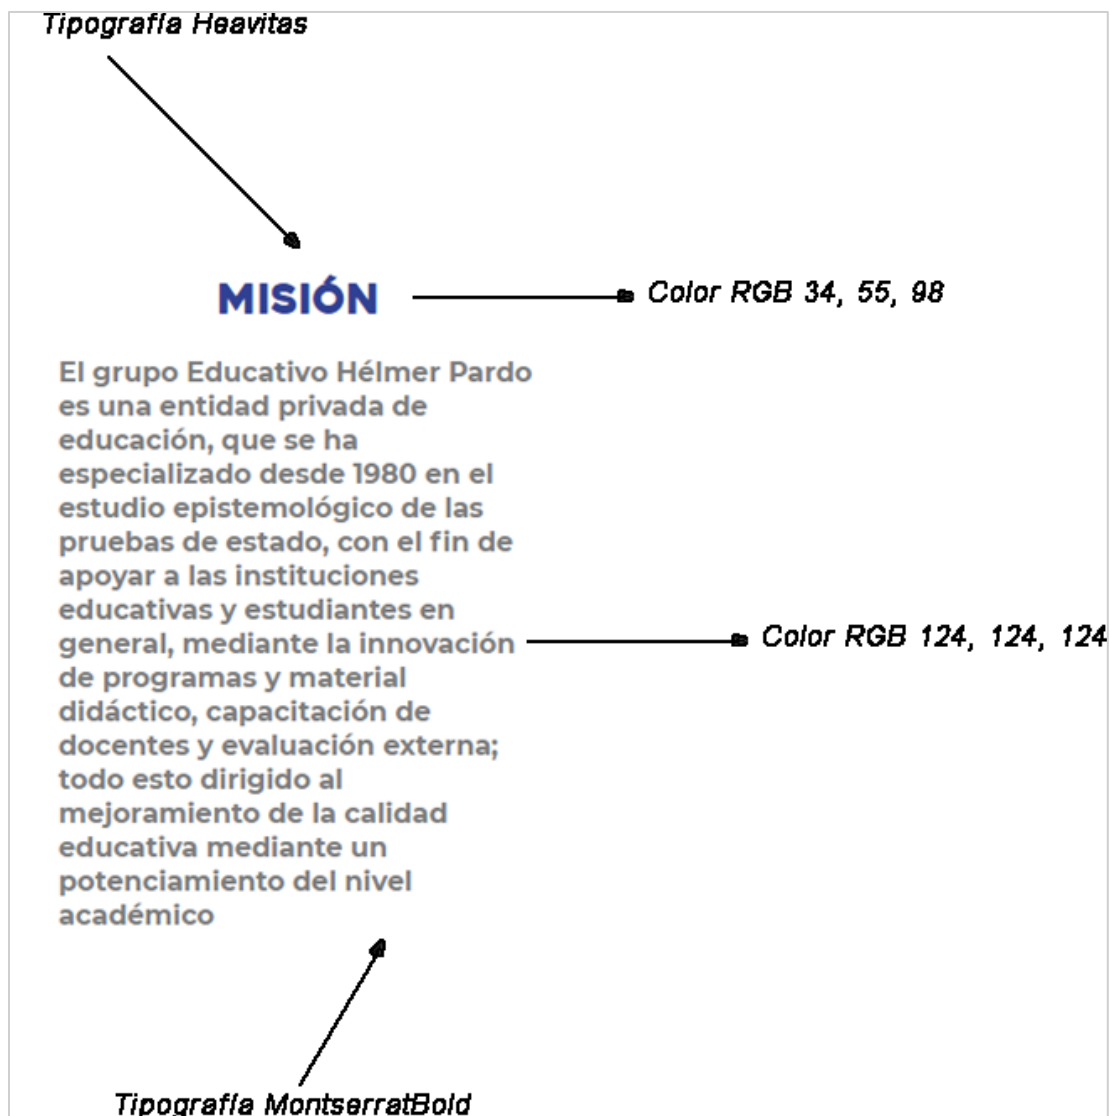 Tipografía Heavitas
MISIÓN
Color RGB 34, 55, 98
El grupo Educativo Hélmer Pardo
es una entidad privada de
educación, que se ha
especializado desde 1980 en el
estudio epistemológico de las
pruebas de estado, con el fin de
apoyar a las instituciones
educativas y estudiantes en
general, mediante la innovación
Color RGB 124, 124, 124
de programas y material
didáctico, capacitación de
docentes y evaluación externa;
todo esto dirigido al
mejoramiento de la calidad
educativa mediante un
potenciamiento del nivel
académico
Tipografía MontserratBold